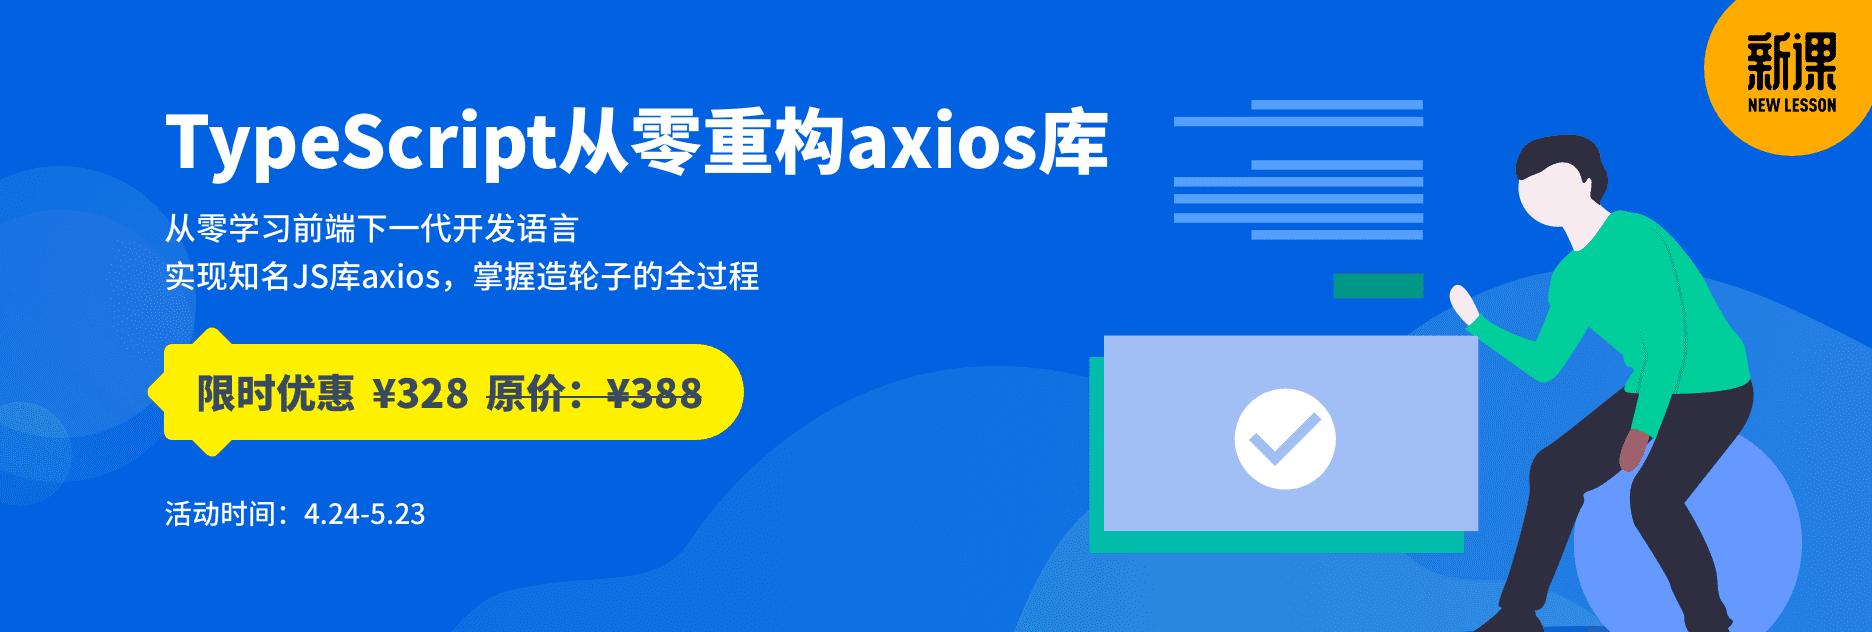 新课
NEW LESSON
TypeScript从零重构axios库
从零学习前端下一代开发语言
实现知名JS库axios，掌握造轮子的全过程
限时优惠 ¥328 原价：¥388
活动时间：4.24-5.23